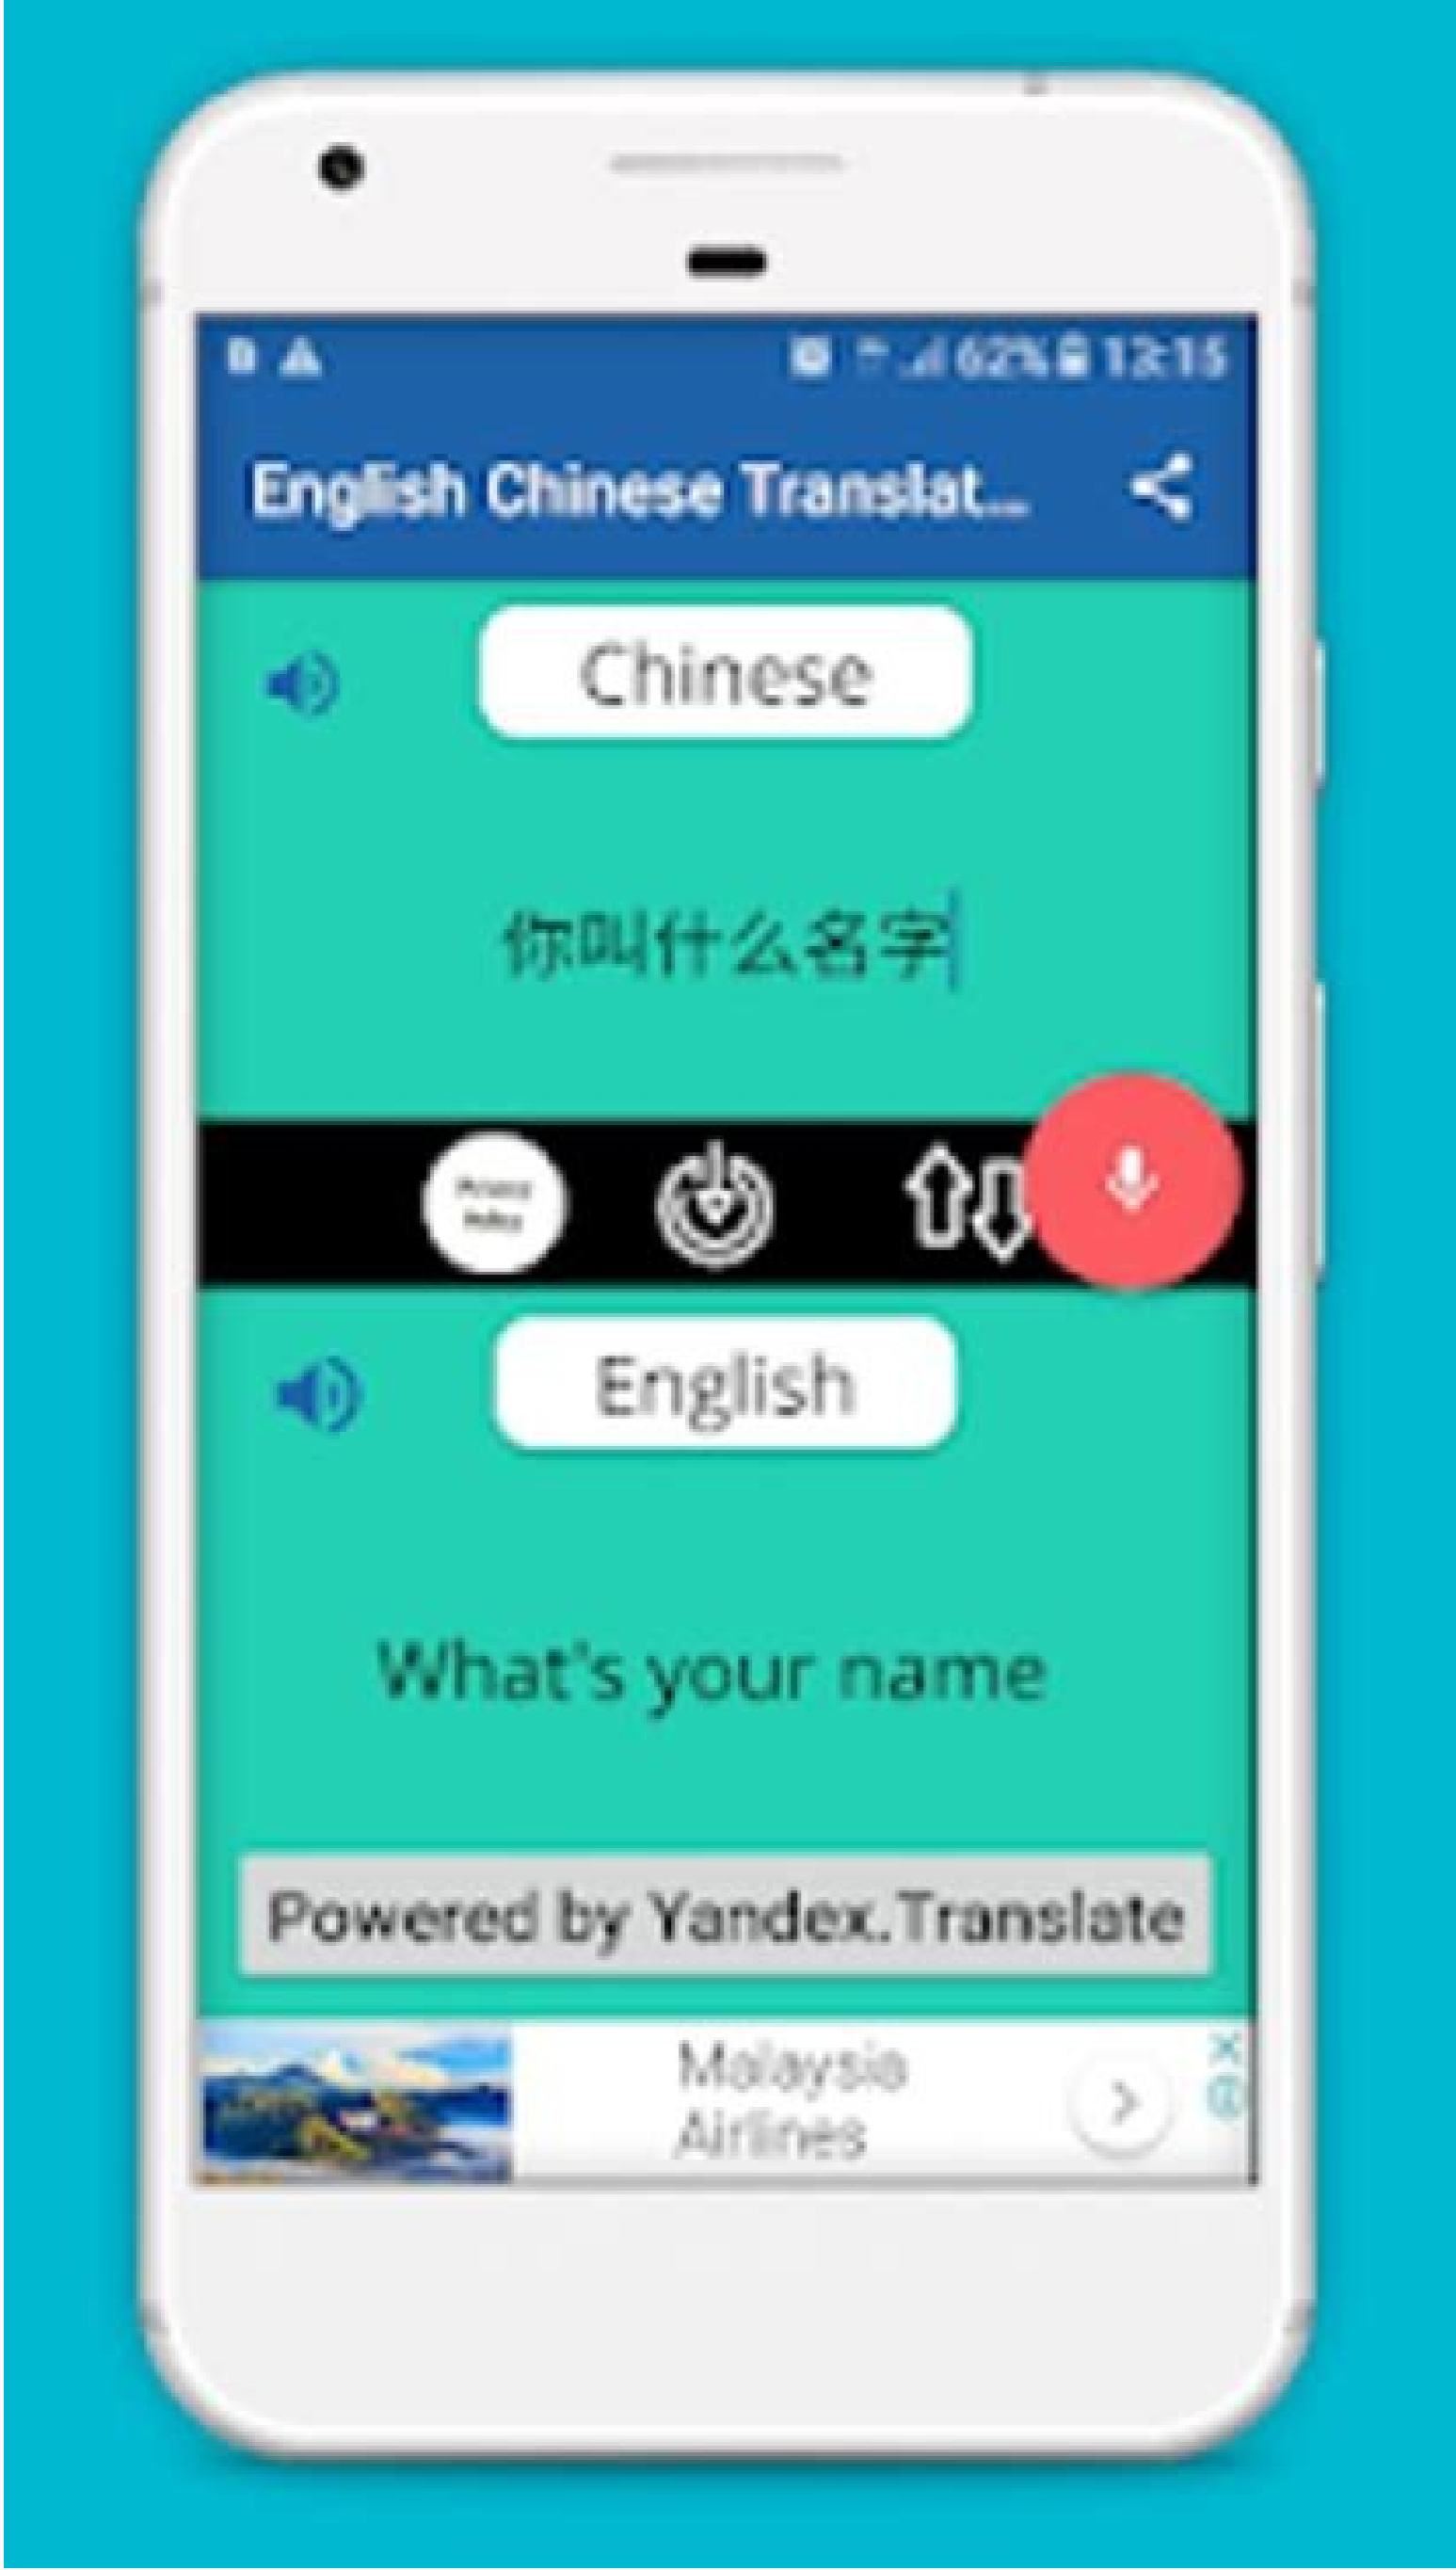 62% 13:15
English Chinese Translat...
Chinese
你叫什么名字
English
What's your name
Powered by Yandex.Translate
Malaysia
Airlines